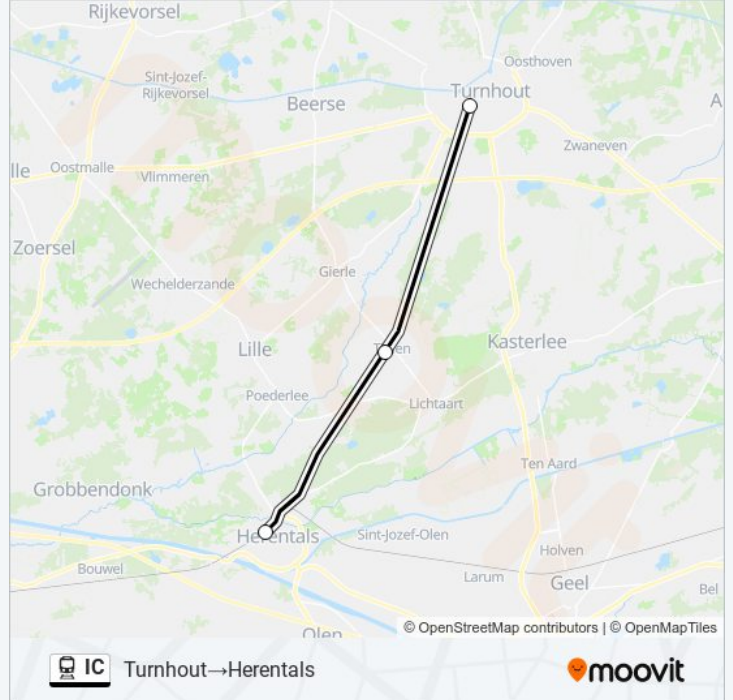 Rijkevorsel
Oosthoven
Sint-Jozef-
Rijkevorsel
Turnhout
Beerse
A
Zwaneven
lle
Oostmalle
Vlimmeren
Zoersel
Gierle
Wechelderzande
Lille
Kasterlee
Poederlee
Lichtaart
Ten Aard
Grobbendonk
Herentals
Sint-Jozef-Olen
Holven
Bouwel
Larum
Geel
Bel
Olen
© OpenStreetMap contributors | © OpenMapTiles
IC Turnhout→Herentals
moovit